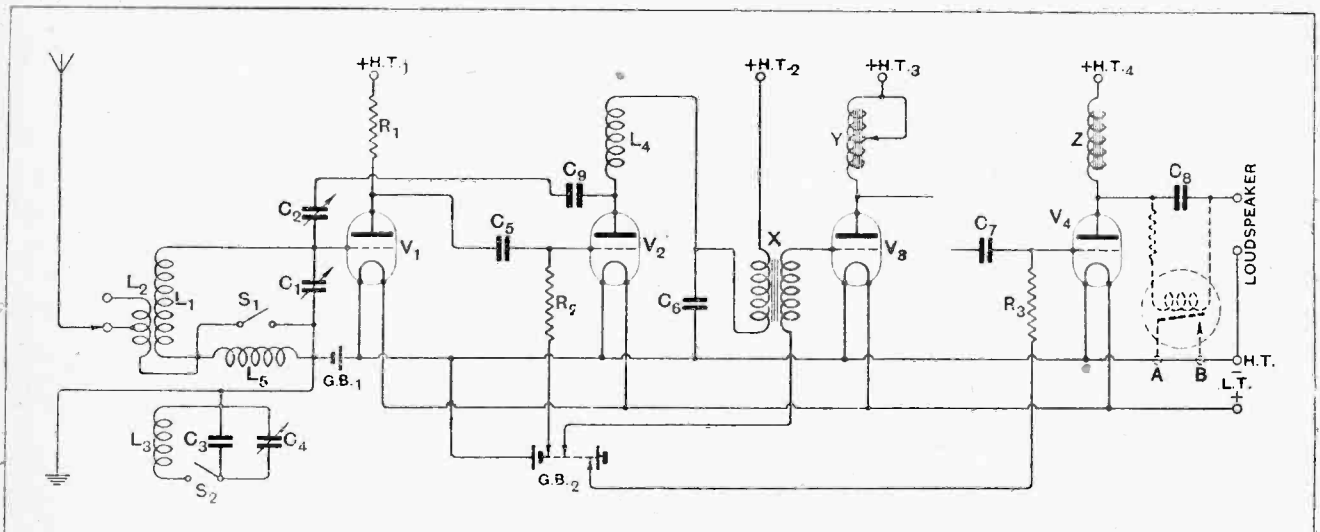 +H.T.1
+H.T.2
+H.T.3
+H.T.4
R1
L4
Y
Z
C9
C8
C2
C5
V1
V2
X
V3
C7
V4
LOUDSPEAKER
L2
L1
C1
S1
R2
C6
R3
L5
G.B.1
A
B
H.T.
−
L.T.
+
L3
C3
C4
S2
G.B.2